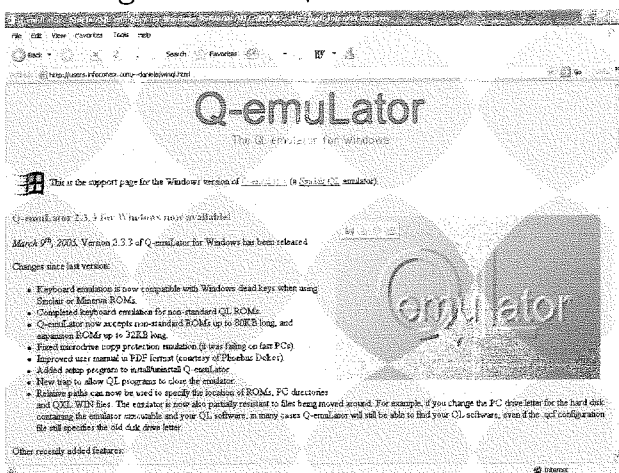 File Edit View Favorites Tools Help
Back Search Favorites
http://users.infoconex.com/~daniele/winql.html Go
Q-emuLator
The QL emulator for Windows
This is the support page for the Windows version of (a Sinclair QL emulator).
Q-emuLator 2.3.3 for Windows now available!
March 9th, 2005. Version 2.3.3 of Q-emuLator for Windows has been released
Changes since last version:
Keyboard emulation is now compatible with Windows dead keys when using
Sinclair or Minerva ROMs.
Completed keyboard emulation for non-standard QL ROMs.
Q-emuLator now accepts non-standard ROMs up to 80KB long, and
expansion ROMs up to 32KB long.
Fixed microdrive copy protection emulation (it was failing on fast PCs)
Improved user manual in PDF format (courtesy of Phoebus Dokos)
Added setup program to install/uninstall Q-emuLator
New trap to allow QL programs to close the emulator.
Relative paths can now be used to specify the location of ROMs, PC directories
and QXL.WIN files. The emulator is now also partially resistant to files being moved around. For example, if you change the PC drive letter for the hard disk
containing the emulator executable and your QL software, in many cases Q-emuLator will still be able to find your QL software, even if the .qcf configuration
file still specifies the old disk drive letter.
Other recently added features:
emulator
Internet